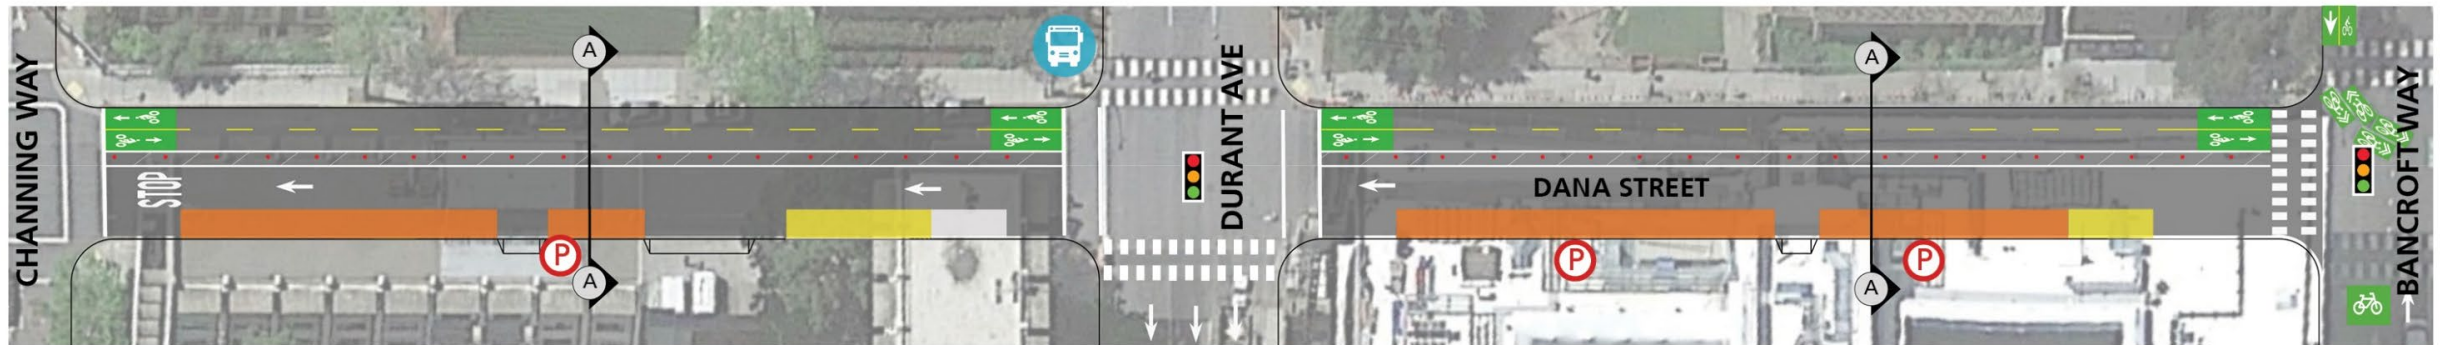 CHANNING WAY
A
A
STOP
P
DURANT AVE
DANA STREET
A
A
P
P
BANCROFT WAY